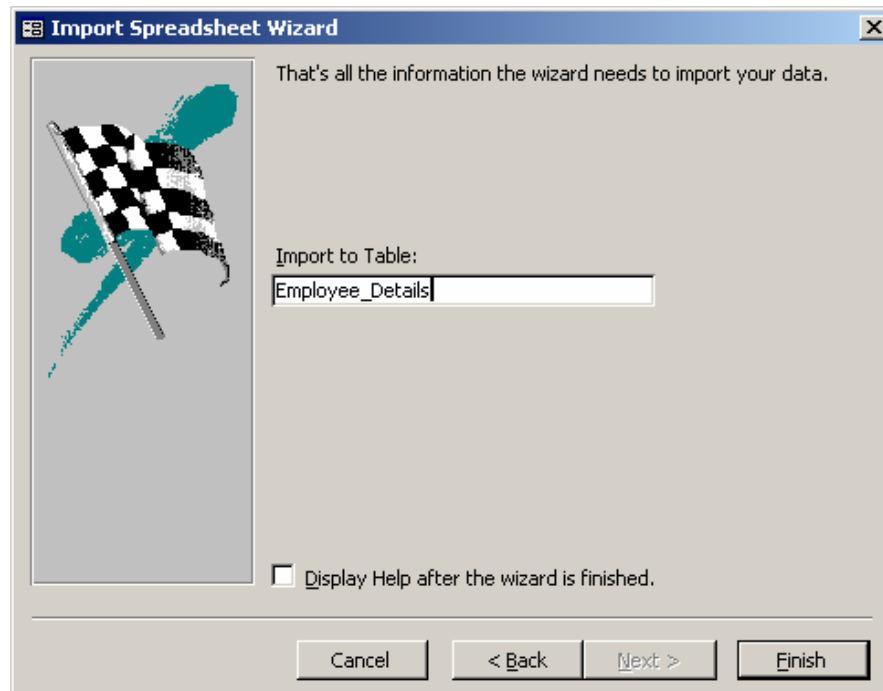 Import Spreadsheet Wizard
That's all the information the wizard needs to import your data.
Import to Table:
Employee_Details
Display Help after the wizard is finished.
Cancel
< Back
Next >
Finish